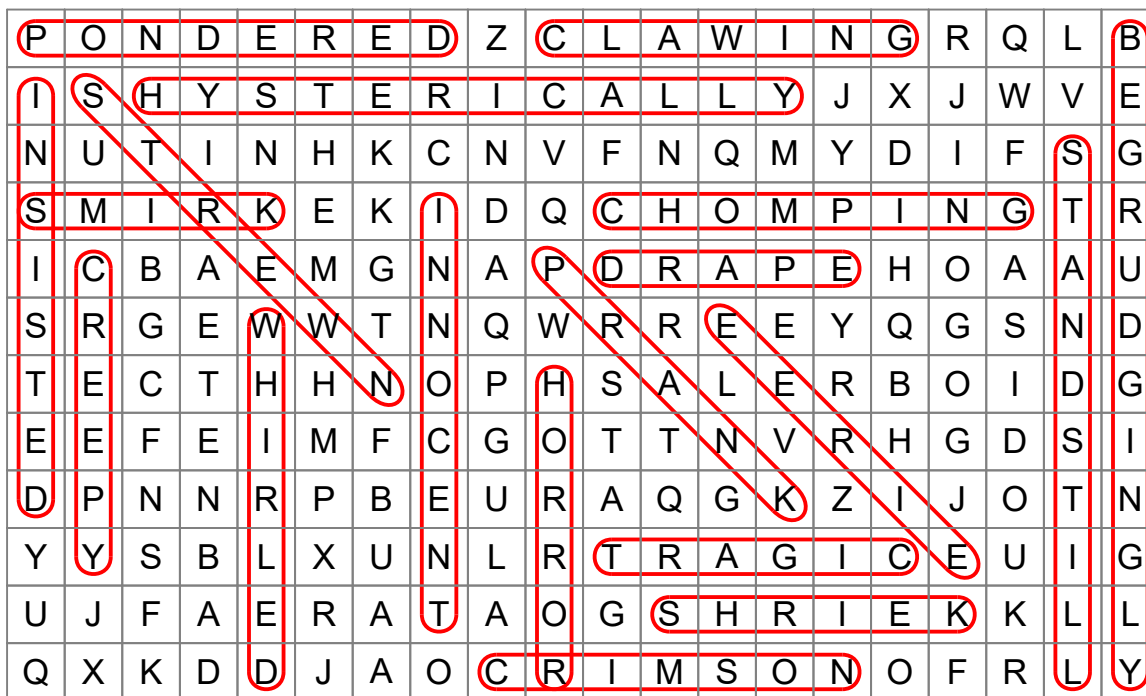 P O N D E R E D Z C L A W I N G R Q L B
I S H Y S T E R I C A L L Y J X J W V E
N U T I N H K C N V F N Q M Y D I F S G
S M I R K E K I D Q C H O M P I N G T R
I C B A E M G N A P D R A P E H O A A U
S R G E W W T N Q W R R E E Y Q G S N D
T E C T H H N O P H S A L E R B O I D G
E E F E I M F C G O T T N V R H G D S I
D P N N R P B E U R A Q G K Z I J O T N
Y Y S B L X U N L R T R A G I C E U I G
U J F A E R A T A O G S H R I E K K L L
Q X K D D J A O C R I M S O N O F R L Y